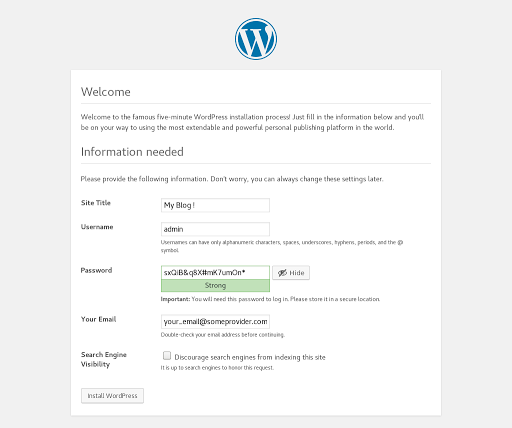 Welcome
Welcome to the famous five-minute WordPress installation process! Just fill in the information below and you'll
be on your way to using the most extendable and powerful personal publishing platform in the world.
Information needed
Please provide the following information. Don't worry, you can always change these settings later.
Site Title
My Blog !
Username
admin
Usernames can have only alphanumeric characters, spaces, underscores, hyphens, periods, and the @
symbol.
Password
sxQiB&q8X#mK7umOn*
Hide
Strong
Important: You will need this password to log in. Please store it in a secure location.
Your Email
your_email@someprovider.com
Double-check your email address before continuing.
Search Engine
Visibility
Discourage search engines from indexing this site
It is up to search engines to honor this request.
Install WordPress